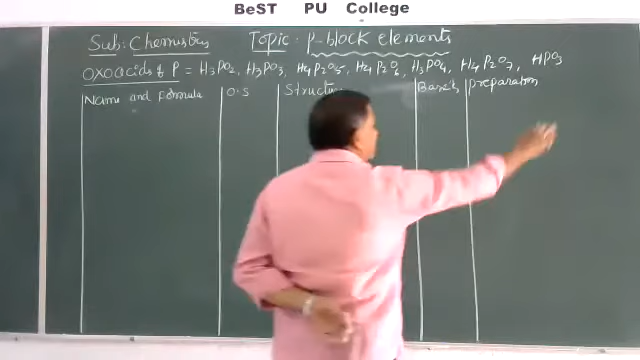 BeST PU College
Sub: Chemistry Topic: P-block elements
OXOacids of P = H3PO2, H3PO3, H4P2O5, H4P2O6, H3PO4, H4P2O7, HPO3
Name and Formula O.S Structure Basis preparation